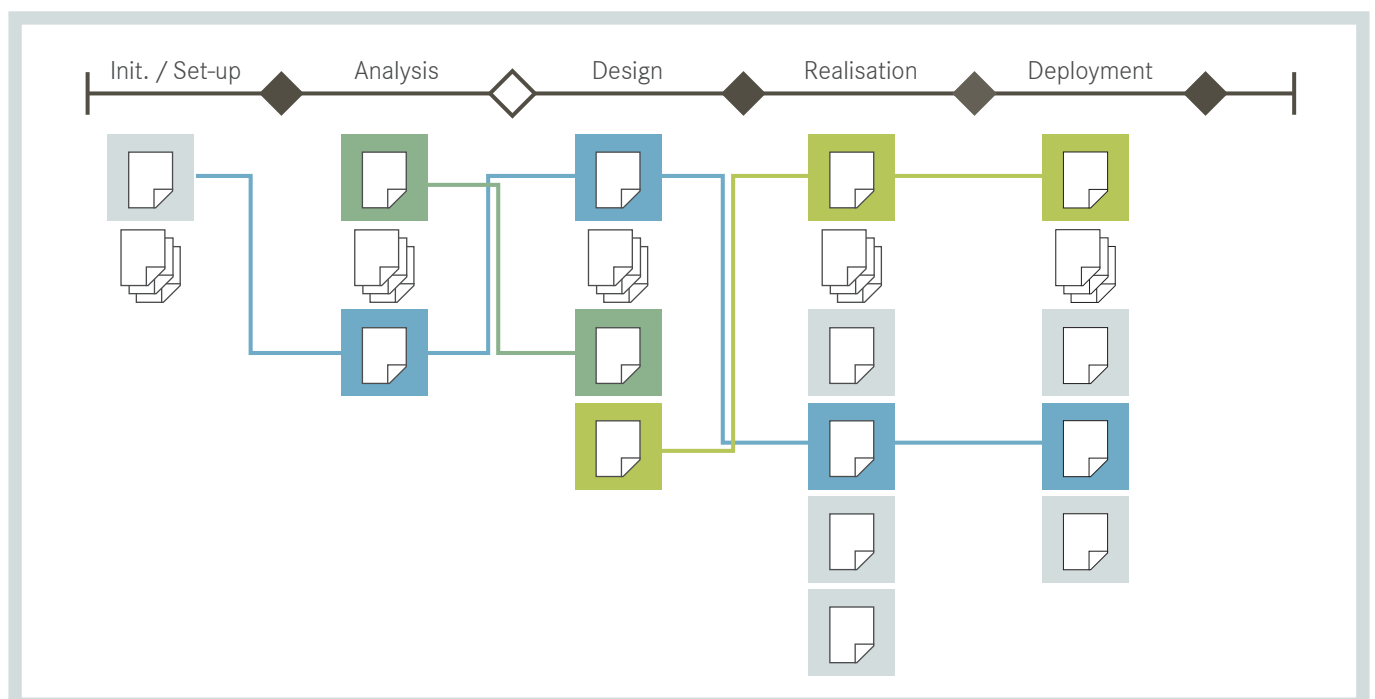 Init. / Set-up
Analysis
Design
Realisation
Deployment